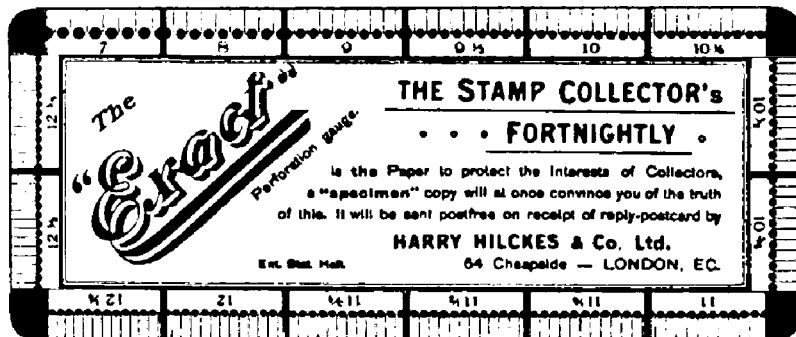 7 8 9 9½ 10 10¼
The
"Exact"
Perforation gauge.
THE STAMP COLLECTOR's
FORTNIGHTLY
is the Paper to protect the Interests of Collectors,
a "specimen" copy will at once convince you of the truth
of this. It will be sent postfree on receipt of reply-postcard by
HARRY HILCKES & Co. Ltd.
64 Cheapside — LONDON, EC.
Ent. Stat. Hall.
12½
12½
10¾
10¾
12¾ 12 11½ 11¾ 11¼ 11